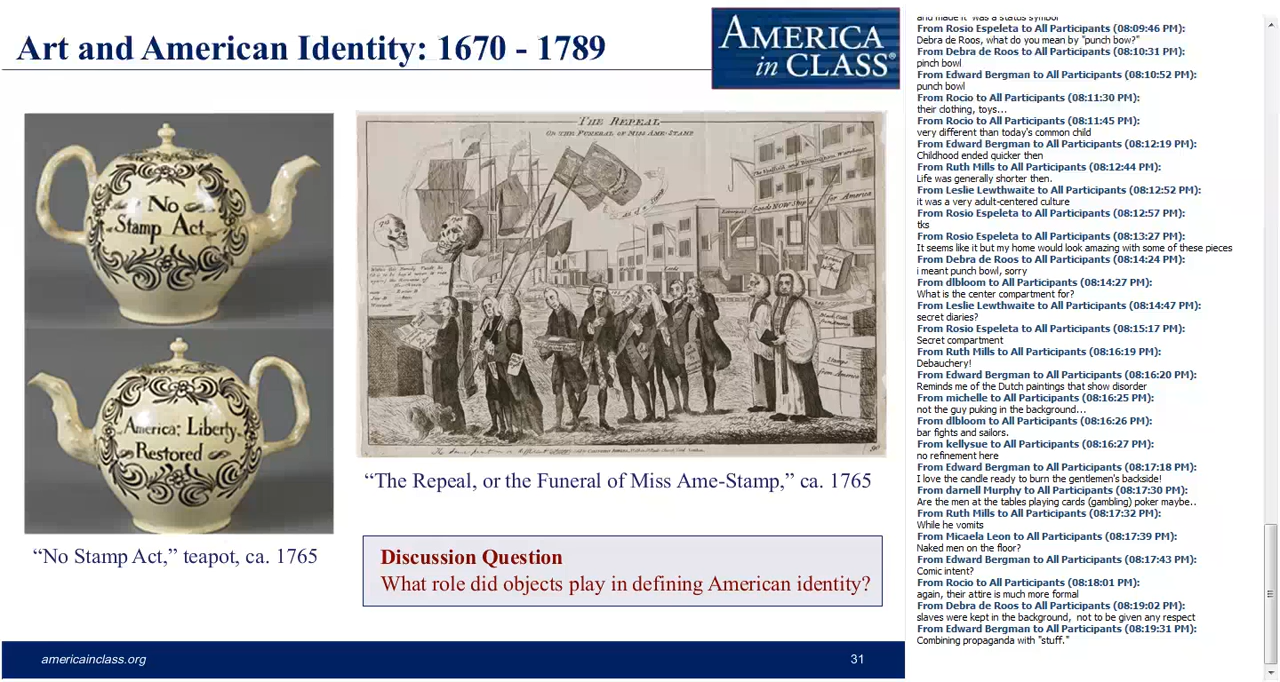 Art and American Identity: 1670 - 1789
AMERICA
in CLASS®
No
Stamp Act
America; Liberty
Restored
THE REPEAL
OR THE FUNERAL OF MISS AME-STAMP
"No Stamp Act," teapot, ca. 1765
"The Repeal, or the Funeral of Miss Ame-Stamp," ca. 1765
Discussion Question
What role did objects play in defining American identity?
americainclass.org
31
and made it was a status symbol
From Rosio Espeleta to All Participants (08:09:46 PM):
Debra de Roos, what do you mean by "punch bow?"
From Debra de Roos to All Participants (08:10:31 PM):
pinch bowl
From Edward Bergman to All Participants (08:10:52 PM):
punch bowl
From Rocio to All Participants (08:11:30 PM):
their clothing, toys...
From Rocio to All Participants (08:11:45 PM):
very different than today's common child
From Edward Bergman to All Participants (08:12:19 PM):
Childhood ended quicker then
From Ruth Mills to All Participants (08:12:44 PM):
Life was generally shorter then.
From Leslie Lewthwaite to All Participants (08:12:52 PM):
it was a very adult-centered culture
From Rosio Espeleta to All Participants (08:12:57 PM):
tks
From Rosio Espeleta to All Participants (08:13:27 PM):
It seems like it but my home would look amazing with some of these pieces
From Debra de Roos to All Participants (08:14:24 PM):
i meant punch bowl, sorry
From dlbloom to All Participants (08:14:27 PM):
What is the center compartment for?
From Leslie Lewthwaite to All Participants (08:14:47 PM):
secret diaries?
From Rosio Espeleta to All Participants (08:15:17 PM):
Secret compartment
From Ruth Mills to All Participants (08:16:19 PM):
Debauchery!
From Edward Bergman to All Participants (08:16:20 PM):
Reminds me of the Dutch paintings that show disorder
From michelle to All Participants (08:16:25 PM):
not the guy puking in the background...
From dlbloom to All Participants (08:16:26 PM):
bar fights and sailors.
From kellysue to All Participants (08:16:27 PM):
no refinement here
From Edward Bergman to All Participants (08:17:18 PM):
I love the candle ready to burn the gentlemen's backside!
From darnell Murphy to All Participants (08:17:30 PM):
Are the men at the tables playing cards (gambling) poker maybe..
From Ruth Mills to All Participants (08:17:32 PM):
While he vomits
From Micaela Leon to All Participants (08:17:39 PM):
Naked men on the floor?
From Edward Bergman to All Participants (08:17:43 PM):
Comic intent?
From Rocio to All Participants (08:18:01 PM):
again, their attire is much more formal
From Debra de Roos to All Participants (08:19:02 PM):
slaves were kept in the background, not to be given any respect
From Edward Bergman to All Participants (08:19:31 PM):
Combining propaganda with "stuff."